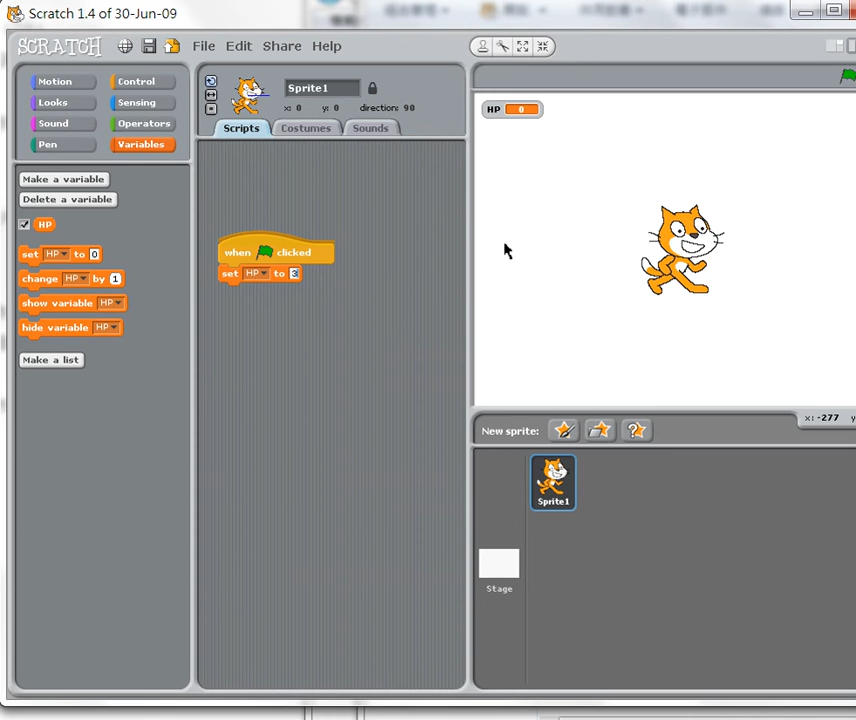 Scratch 1.4 of 30-Jun-09
SCRATCH File Edit Share Help
Motion Control
Looks Sensing
Sound Operators
Pen Variables
Make a variable
Delete a variable
HP
set HP to 0
change HP by 1
show variable HP
hide variable HP
Make a list
Sprite1
x: 0 y: 0 direction: 90
Scripts Costumes Sounds
when clicked
set HP to 3
HP 0
x: -277 y
New sprite:
Sprite1
Stage